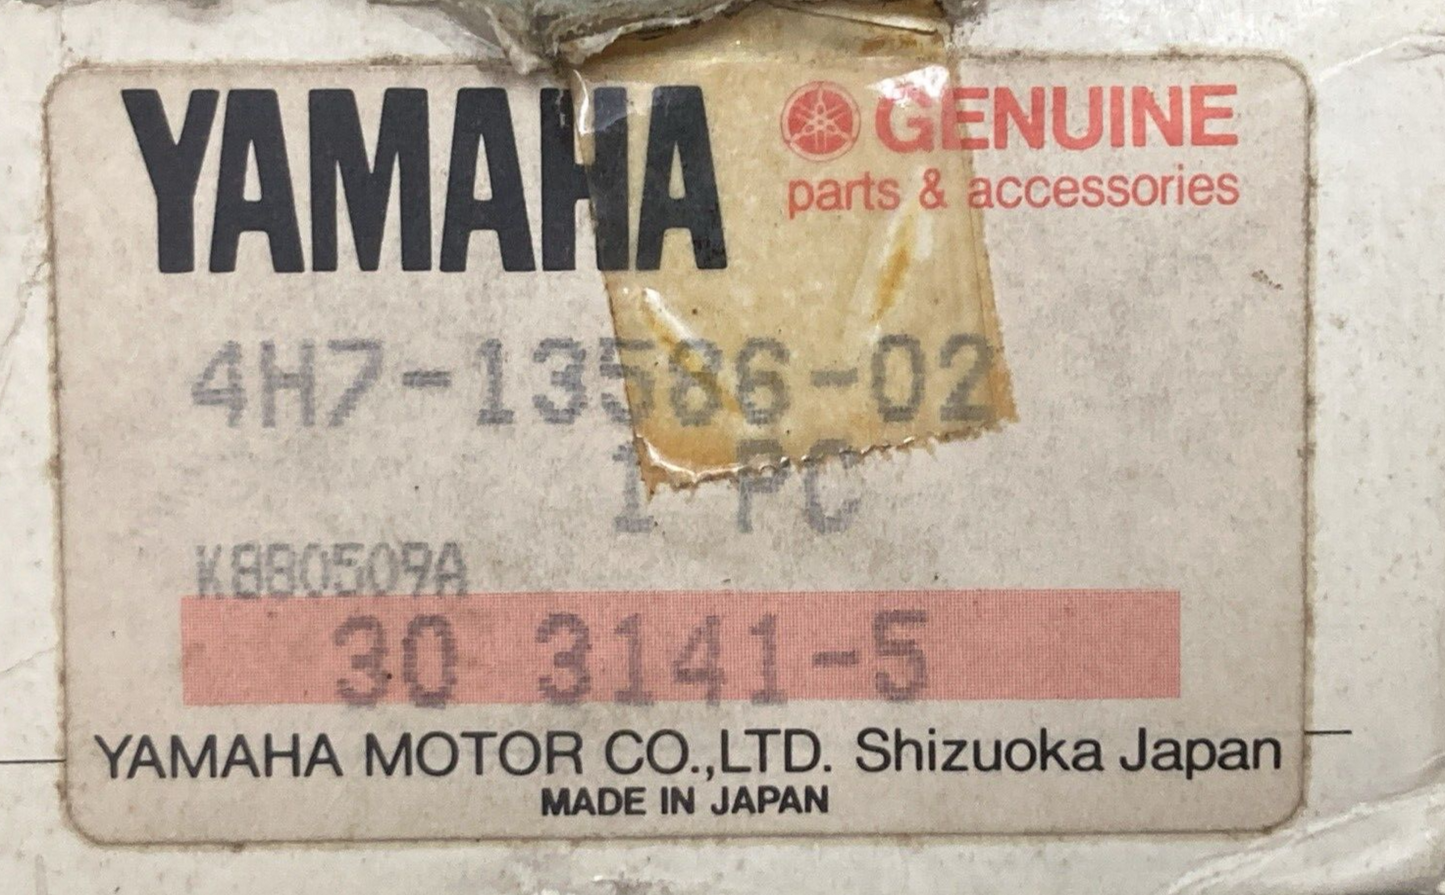 YAMAHA GENUINE
parts & accessories
4H7-13586-02
1 PC
K880509A
30 3141-5
YAMAHA MOTOR CO.,LTD. Shizuoka Japan
MADE IN JAPAN